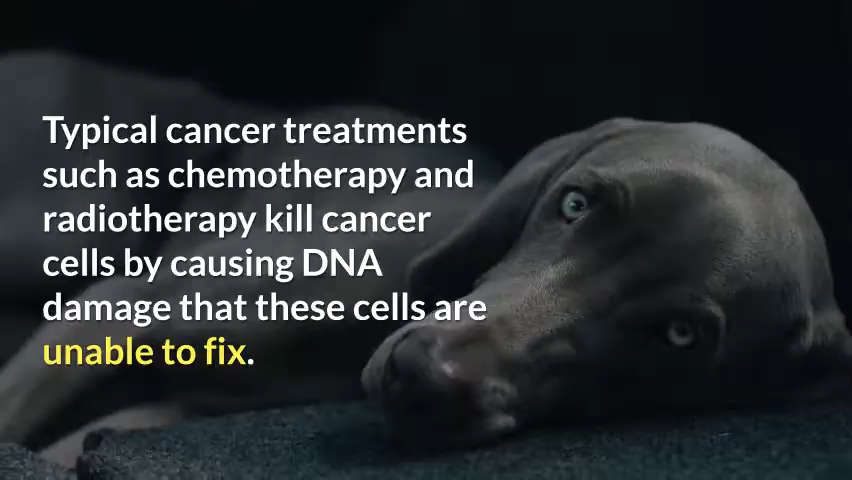 Typical cancer treatments
such as chemotherapy and
radiotherapy kill cancer
cells by causing DNA
damage that these cells are
unable to fix.